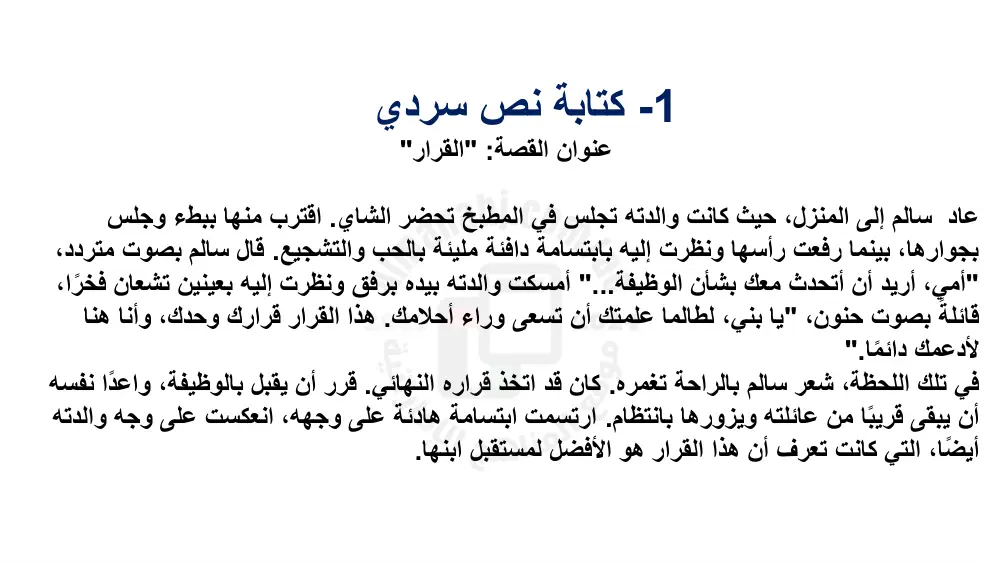 1- كتابة نص سردي
عنوان القصة: "القرار"
عاد سالم إلى المنزل، حيث كانت والدته تجلس في المطبخ تحضر الشاي. اقترب منها ببطء وجلس
بجوارها، بينما رفعت رأسها ونظرت إليه بابتسامة دافئة مليئة بالحب والتشجيع. قال سالم بصوت متردد،
"أمي، أريد أن أتحدث معك بشأن الوظيفة..." أمسكت والدته بيده برفق ونظرت إليه بعينين تشعان فخرًا،
قائلةً بصوت حنون، "يا بني، لطالما علمتك أن تسعى وراء أحلامك. هذا القرار قرارك وحدك، وأنا هنا
لأدعمك دائمًا."
في تلك اللحظة، شعر سالم بالراحة تغمره. كان قد اتخذ قراره النهائي. قرر أن يقبل بالوظيفة، واعدًا نفسه
أن يبقى قريبًا من عائلته ويزورها بانتظام. ارتسمت ابتسامة هادئة على وجهه، انعكست على وجه والدته
أيضًا، التي كانت تعرف أن هذا القرار هو الأفضل لمستقبل ابنها.